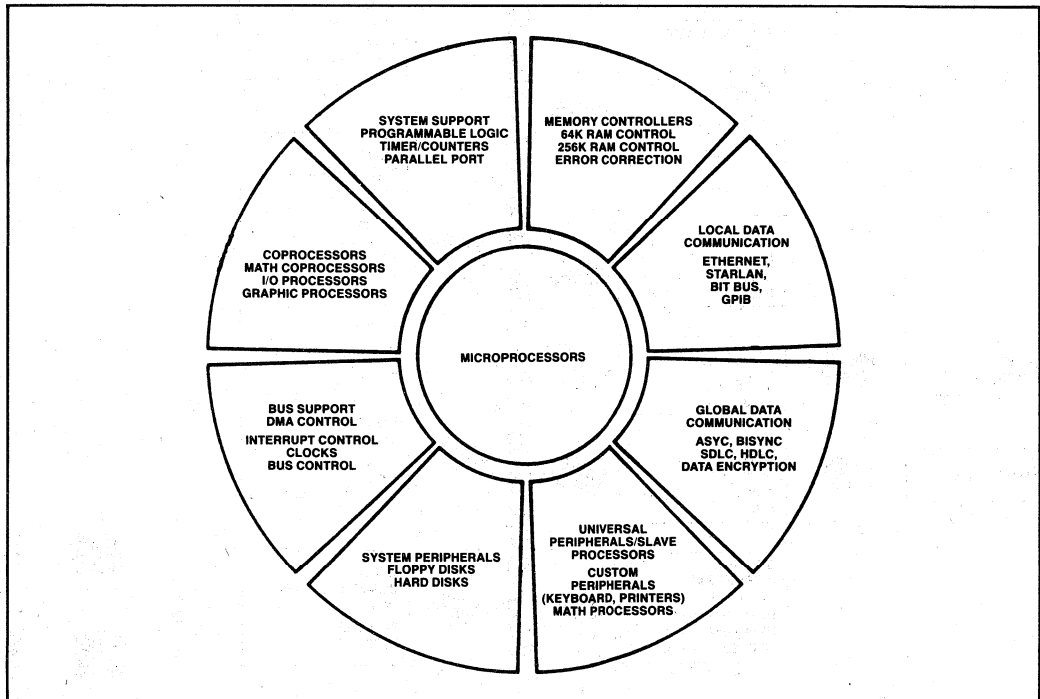 SYSTEM SUPPORT
PROGRAMMABLE LOGIC
TIMER/COUNTERS
PARALLEL PORT
MEMORY CONTROLLERS
64K RAM CONTROL
256K RAM CONTROL
ERROR CORRECTION
LOCAL DATA
COMMUNICATION
ETHERNET,
STARLAN,
BIT BUS,
GPIB
COPROCESSORS
MATH COPROCESSORS
I/O PROCESSORS
GRAPHIC PROCESSORS
MICROPROCESSORS
BUS SUPPORT
DMA CONTROL
INTERRUPT CONTROL
CLOCKS
BUS CONTROL
GLOBAL DATA
COMMUNICATION
ASYC, BISYNC
SDLC, HDLC,
DATA ENCRYPTION
SYSTEM PERIPHERALS
FLOPPY DISKS
HARD DISKS
UNIVERSAL
PERIPHERALS/SLAVE
PROCESSORS
CUSTOM
PERIPHERALS
(KEYBOARD, PRINTERS)
MATH PROCESSORS